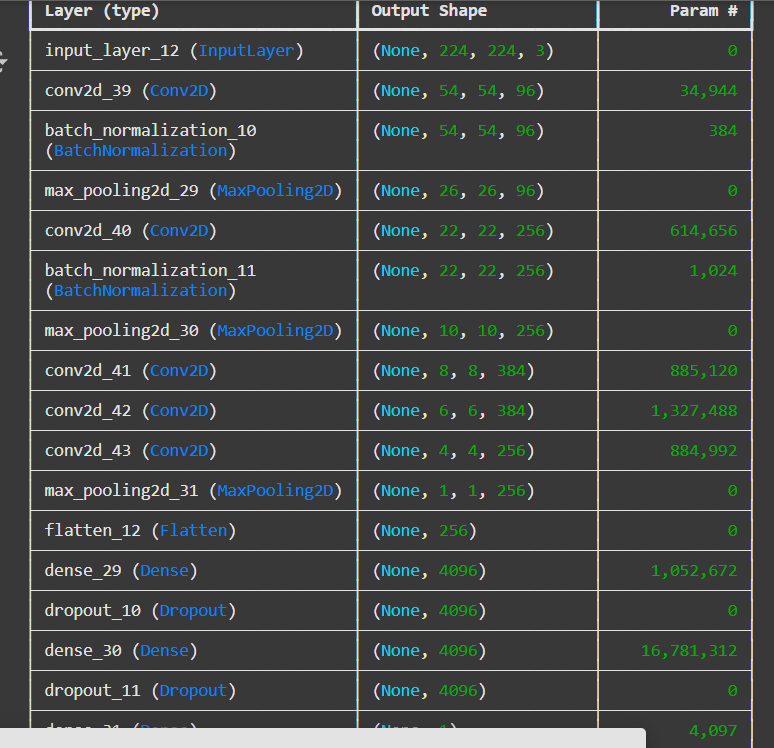 Layer (type) Output Shape Param #
input_layer_12 (InputLayer) (None, 224, 224, 3) 0
conv2d_39 (Conv2D) (None, 54, 54, 96) 34,944
batch_normalization_10 (None, 54, 54, 96) 384
(BatchNormalization)
max_pooling2d_29 (MaxPooling2D) (None, 26, 26, 96) 0
conv2d_40 (Conv2D) (None, 22, 22, 256) 614,656
batch_normalization_11 (None, 22, 22, 256) 1,024
(BatchNormalization)
max_pooling2d_30 (MaxPooling2D) (None, 10, 10, 256) 0
conv2d_41 (Conv2D) (None, 8, 8, 384) 885,120
conv2d_42 (Conv2D) (None, 6, 6, 384) 1,327,488
conv2d_43 (Conv2D) (None, 4, 4, 256) 884,992
max_pooling2d_31 (MaxPooling2D) (None, 1, 1, 256) 0
flatten_12 (Flatten) (None, 256) 0
dense_29 (Dense) (None, 4096) 1,052,672
dropout_10 (Dropout) (None, 4096) 0
dense_30 (Dense) (None, 4096) 16,781,312
dropout_11 (Dropout) (None, 4096) 0
dense_31 (Dense) (None, 1) 4,097